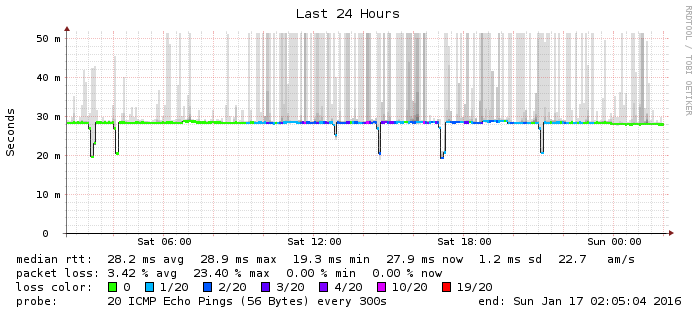 Last 24 Hours
RRDTOOL / TOBI OETIKER
Seconds
50 m
40 m
30 m
20 m
10 m
0
Sat 06:00 Sat 12:00 Sat 18:00 Sun 00:00
median rtt: 28.2 ms avg 28.9 ms max 19.3 ms min 27.9 ms now 1.2 ms sd 22.7 am/s
packet loss: 3.42 % avg 23.40 % max 0.00 % min 0.00 % now
loss color: 0 1/20 2/20 3/20 4/20 10/20 19/20
probe: 20 ICMP Echo Pings (56 Bytes) every 300s end: Sun Jan 17 02:05:04 2016